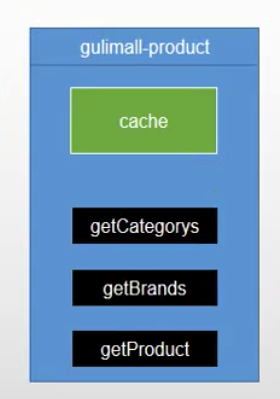 gulimall-product
cache
getCategorys
getBrands
getProduct